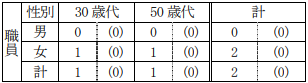 職員 性別 30歳代 50歳代 計
男 0 (0) 0 (0) 0 (0)
女 1 (0) 1 (0) 2 (0)
計 1 (0) 1 (0) 2 (0)